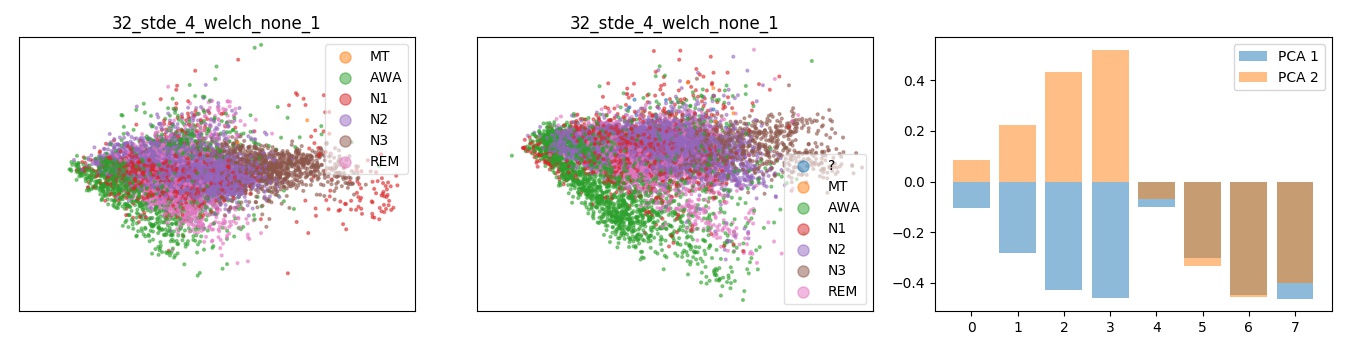 32_stde_4_welch_none_1
MT
AWA
N1
N2
N3
REM
32_stde_4_welch_none_1
?
MT
AWA
N1
N2
N3
REM
PCA 1
PCA 2
0.4
0.2
0.0
−0.2
−0.4
0 1 2 3 4 5 6 7